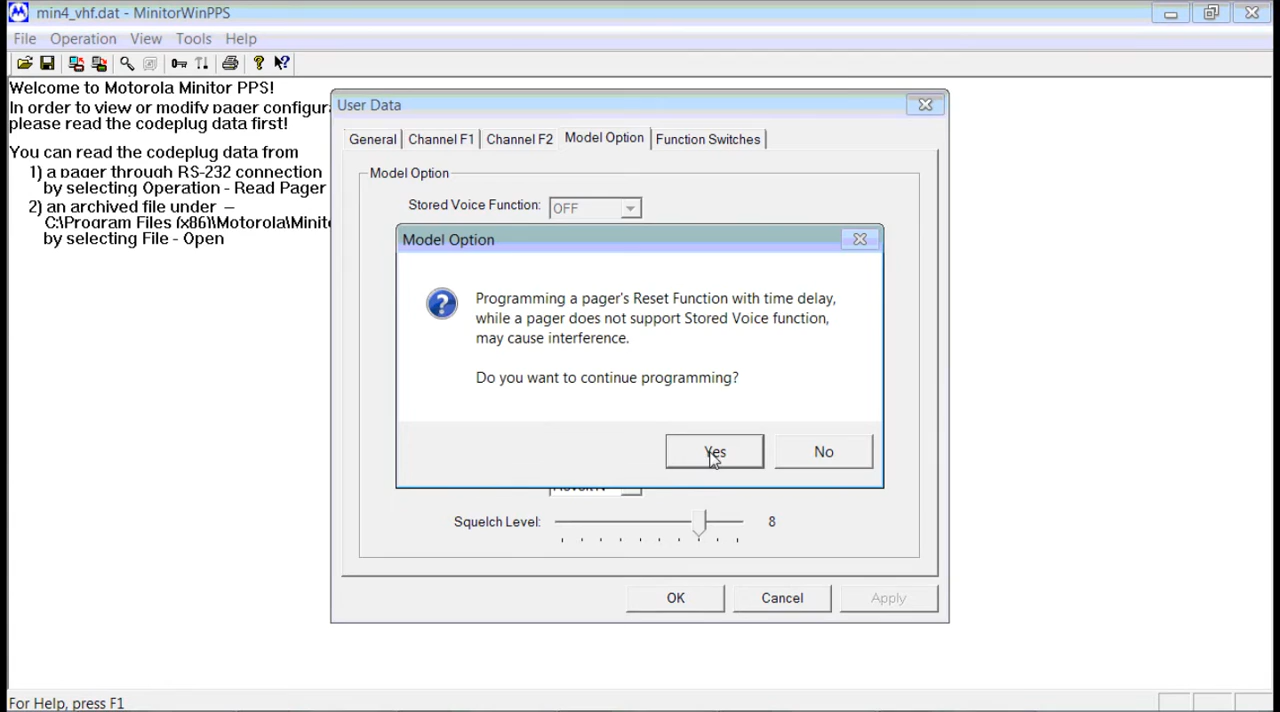 min4_vhf.dat - MinitorWinPPS
File Operation View Tools Help
Welcome to Motorola Minitor PPS!
In order to view or modify pager configura
please read the codeplug data first!
You can read the codeplug data from
1) a pager through RS-232 connection
by selecting Operation - Read Pager
2) an archived file under –
C:\Program Files (x86)\Motorola\Minito
by selecting File - Open
User Data
General Channel F1 Channel F2 Model Option Function Switches
Model Option
Stored Voice Function: OFF
Model Option
Programming a pager's Reset Function with time delay,
while a pager does not support Stored Voice function,
may cause interference.
Do you want to continue programming?
Yes No
Squelch Level: 8
OK Cancel Apply
For Help, press F1